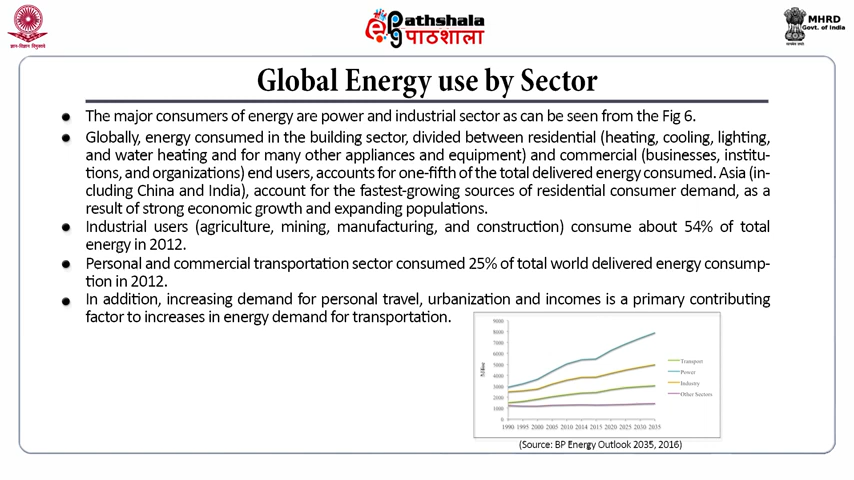 ज्ञान-विज्ञान विमुक्तये
ePathshala
पाठशाला
MHRD
Govt. of India
Global Energy use by Sector
The major consumers of energy are power and industrial sector as can be seen from the Fig 6.
Globally, energy consumed in the building sector, divided between residential (heating, cooling, lighting,
and water heating and for many other appliances and equipment) and commercial (businesses, institu-
tions, and organizations) end users, accounts for one-fifth of the total delivered energy consumed. Asia (in-
cluding China and India), account for the fastest-growing sources of residential consumer demand, as a
result of strong economic growth and expanding populations.
Industrial users (agriculture, mining, manufacturing, and construction) consume about 54% of total
energy in 2012.
Personal and commercial transportation sector consumed 25% of total world delivered energy consump-
tion in 2012.
In addition, increasing demand for personal travel, urbanization and incomes is a primary contributing
factor to increases in energy demand for transportation.
9000
8000
7000
6000
5000
4000
3000
2000
1000
0
1990 1995 2000 2005 2010 2014 2015 2020 2025 2030 2035
Transport
Power
Industry
Other Sectors
(Source: BP Energy Outlook 2035, 2016)